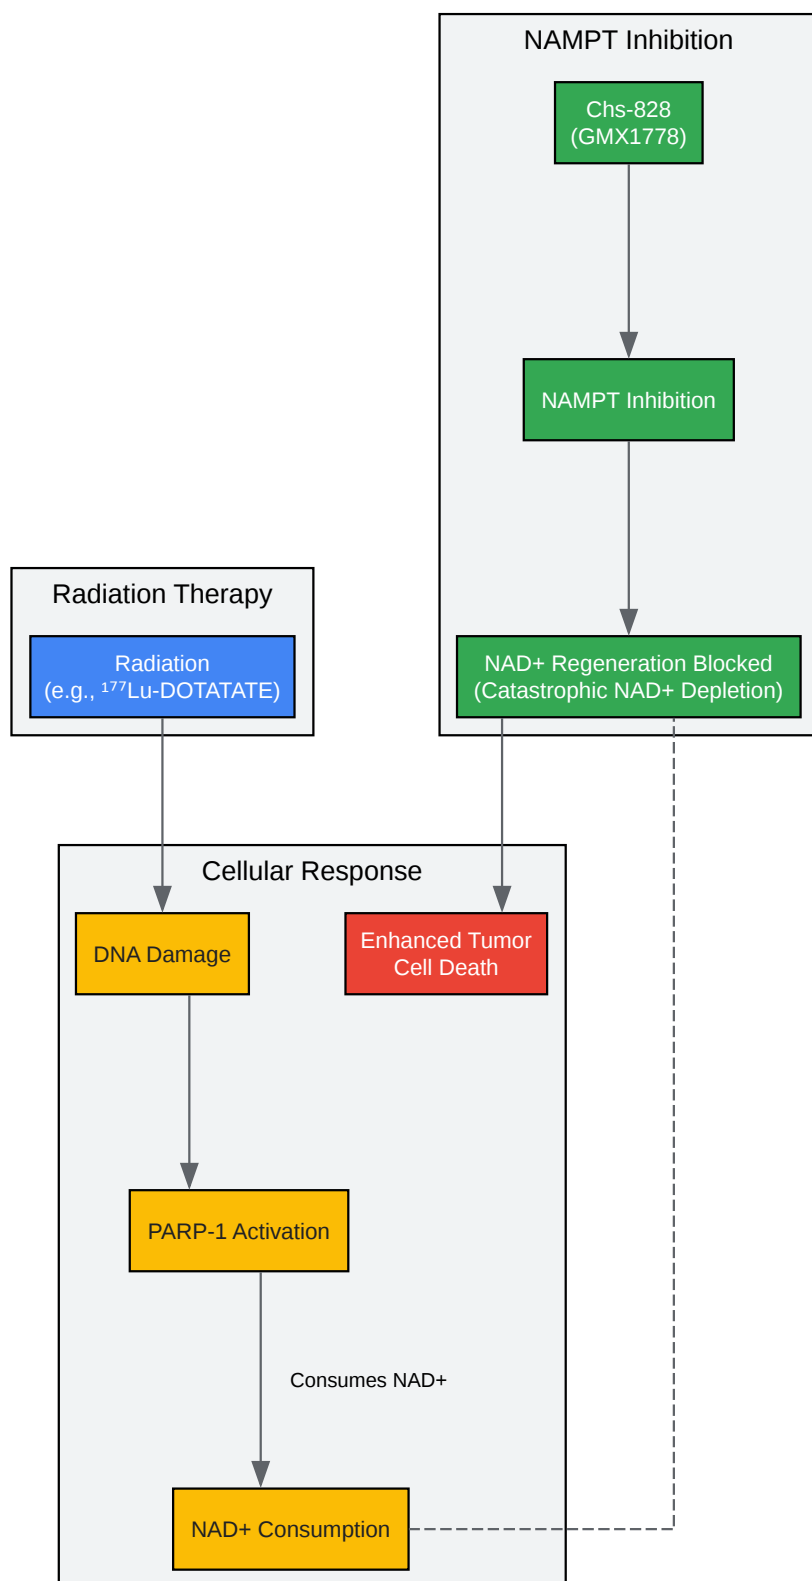 NAMPT Inhibition
Chs-828
(GMX1778)
NAMPT Inhibition
Radiation Therapy
Radiation
(e.g., ¹⁷⁷Lu-DOTATATE)
NAD+ Regeneration Blocked
(Catastrophic NAD+ Depletion)
Cellular Response
DNA Damage
Enhanced Tumor
Cell Death
PARP-1 Activation
Consumes NAD+
NAD+ Consumption